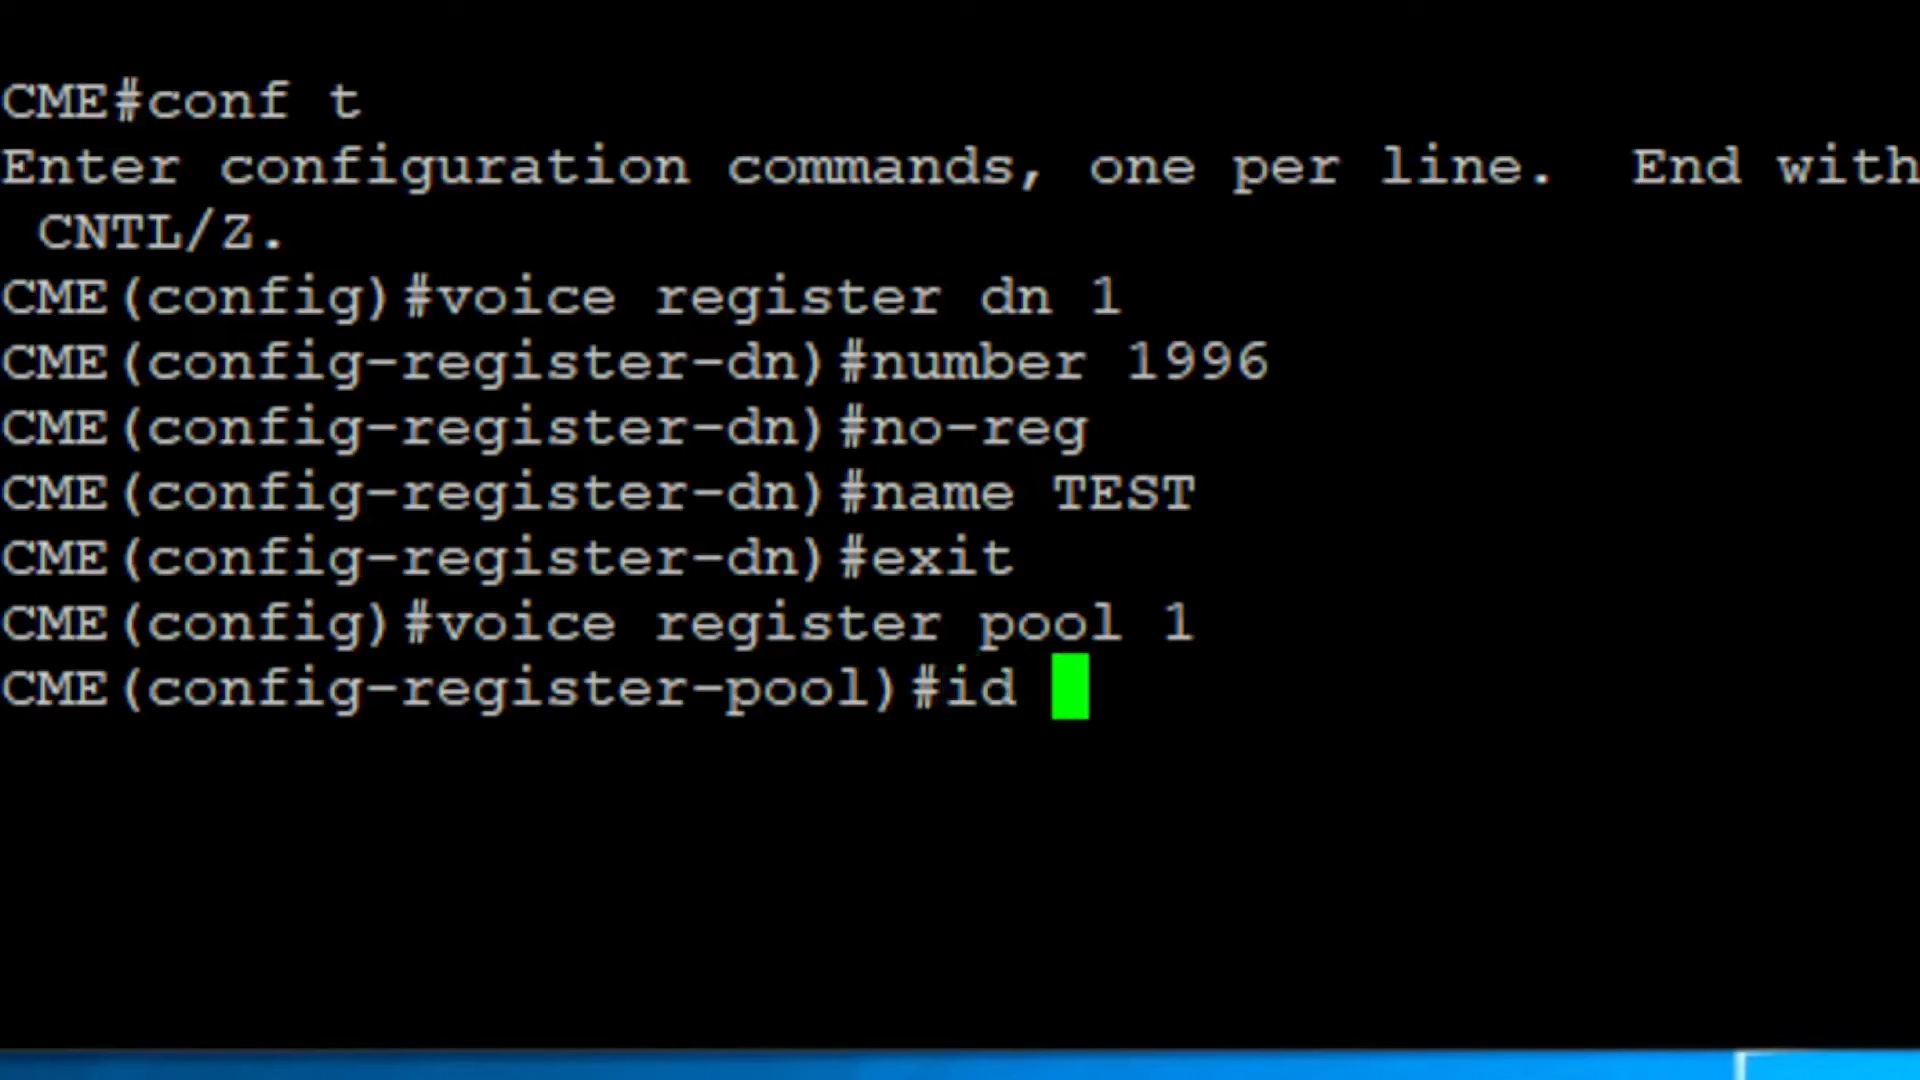 CME#conf t
Enter configuration commands, one per line.  End with
 CNTL/Z.
CME(config)#voice register dn 1
CME(config-register-dn)#number 1996
CME(config-register-dn)#no-reg
CME(config-register-dn)#name TEST
CME(config-register-dn)#exit
CME(config)#voice register pool 1
CME(config-register-pool)#id